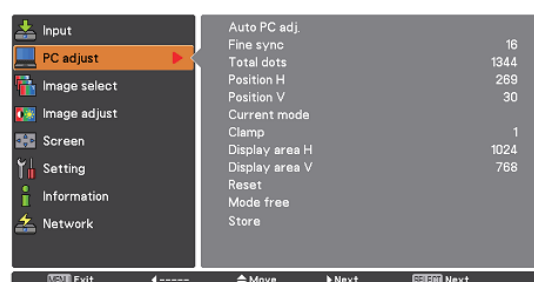 Input
PC adjust
Image select
Image adjust
Screen
Setting
Information
Network
Auto PC adj.
Fine sync 16
Total dots 1344
Position H 269
Position V 30
Current mode
Clamp 1
Display area H 1024
Display area V 768
Reset
Mode free
Store
MENU Exit ◀----- Move Next SELECT Next